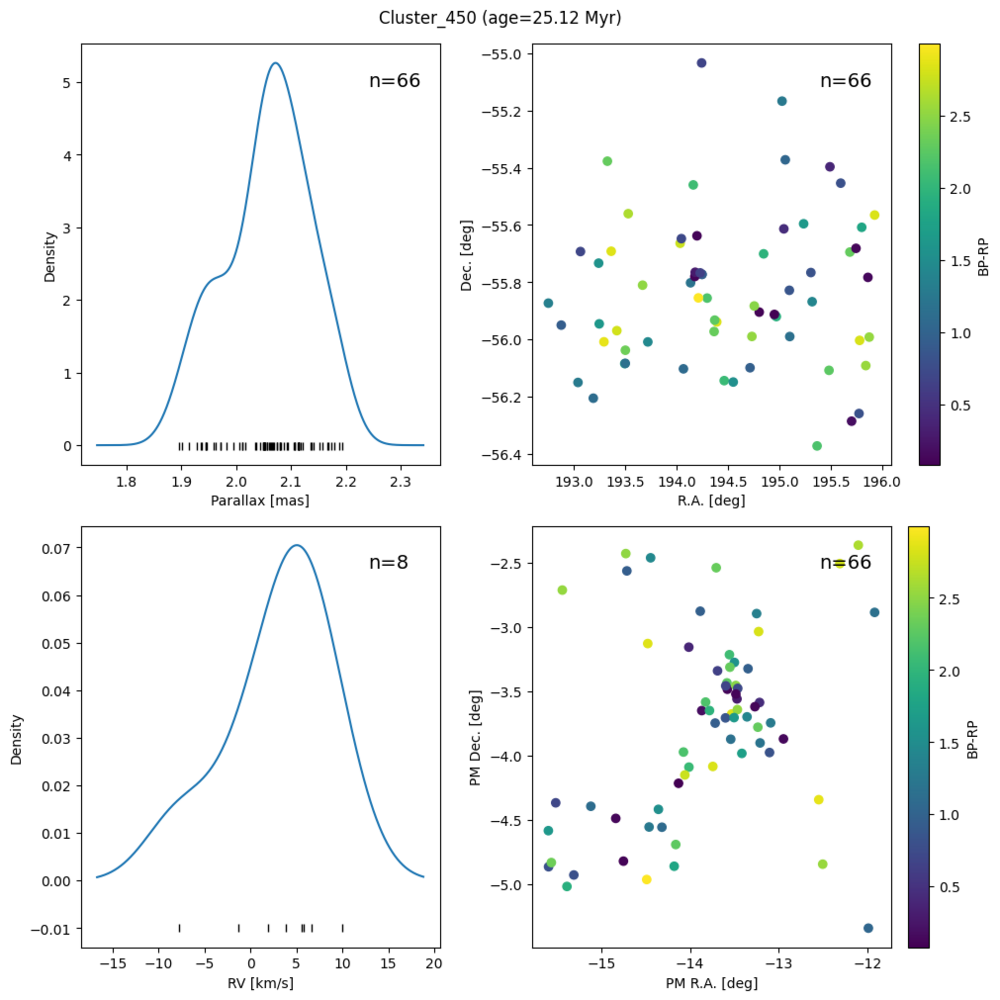 Cluster_450 (age=25.12 Myr)
n=66
5
4
3
2
1
0
Density
1.8 1.9 2.0 2.1 2.2 2.3
Parallax [mas]
n=66
−55.0
−55.2
−55.4
−55.6
−55.8
−56.0
−56.2
−56.4
Dec. [deg]
193.0 193.5 194.0 194.5 195.0 195.5 196.0
R.A. [deg]
2.5
2.0
1.5
1.0
0.5
BP-RP
n=8
0.07
0.06
0.05
0.04
0.03
0.02
0.01
0.00
−0.01
Density
−15 −10 −5 0 5 10 15 20
RV [km/s]
n=66
−2.5
−3.0
−3.5
−4.0
−4.5
−5.0
PM Dec. [deg]
−15 −14 −13 −12
PM R.A. [deg]
2.5
2.0
1.5
1.0
0.5
BP-RP